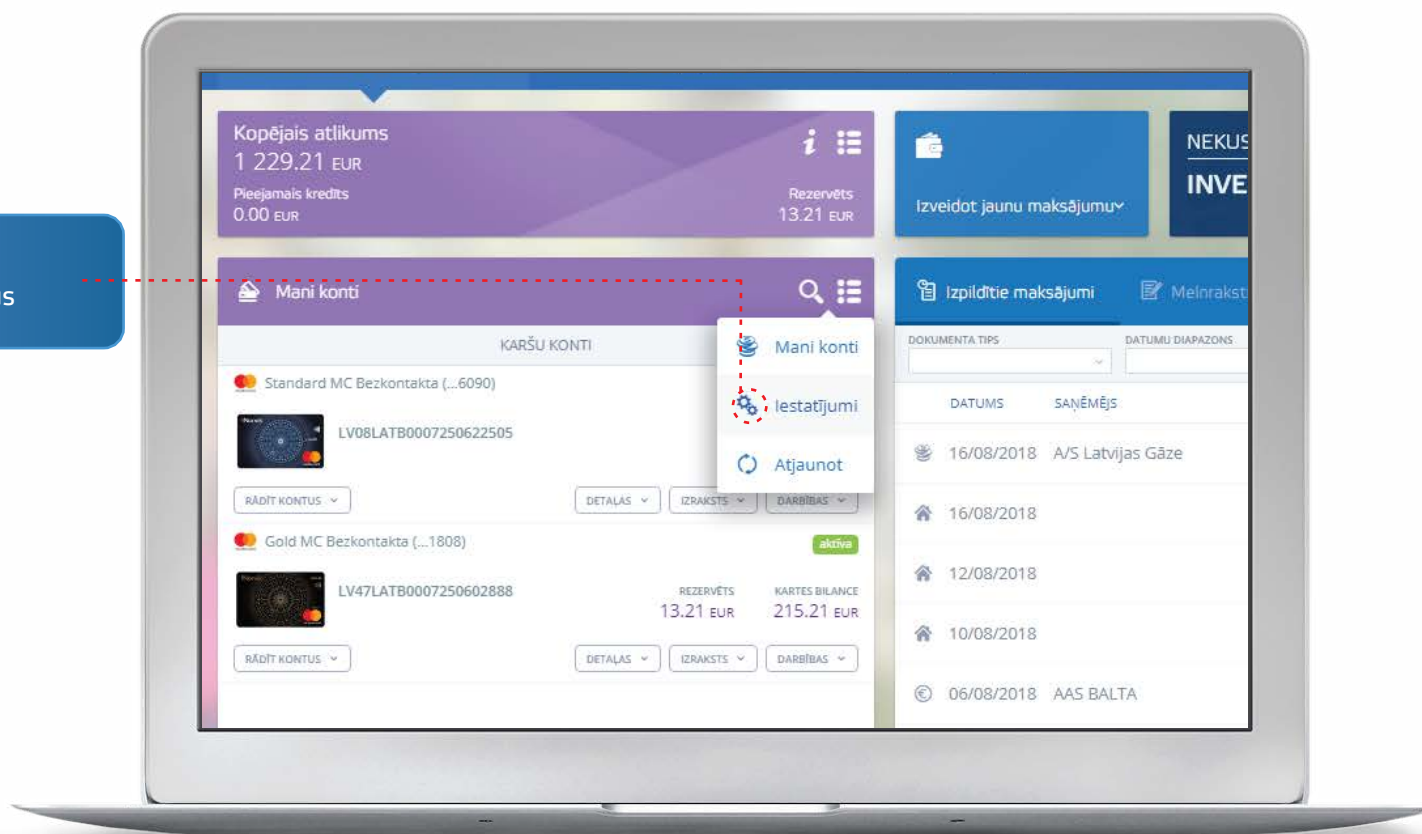 Kopējais atlikums
1 229.21 EUR
Pieejamais kredīts
0.00 EUR
Rezervēts
13.21 EUR
Izveidot jaunu maksājumu
NEKUS
INVE
us
Mani konti
KARŠU KONTI
Mani konti
Iestatījumi
Atjaunot
Standard MC Bezkontakta (...6090)
LV08LATB0007250622505
RĀDĪT KONTUS
DETAĻAS
IZRAKSTS
DARBĪBAS
Gold MC Bezkontakta (...1808)
aktīva
LV47LATB0007250602888
REZERVĒTS
13.21 EUR
KARTES BILANCE
215.21 EUR
RĀDĪT KONTUS
DETAĻAS
IZRAKSTS
DARBĪBAS
Izpildītie maksājumi
Melnrakst
DOKUMENTA TIPS
DATUMU DIAPAZONS
DATUMS SAŅĒMĒJS
16/08/2018 A/S Latvijas Gāze
16/08/2018
12/08/2018
10/08/2018
06/08/2018 AAS BALTA